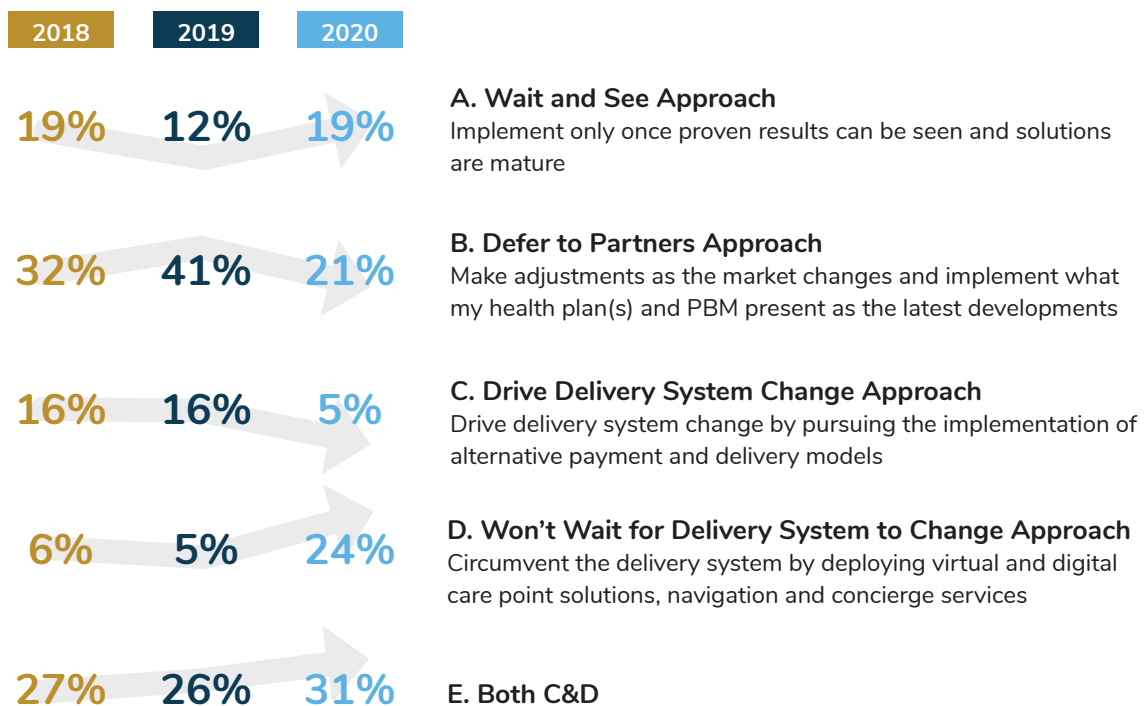 2018 2019 2020
19% 12% 19%
A. Wait and See Approach
Implement only once proven results can be seen and solutions
are mature
32% 41% 21%
B. Defer to Partners Approach
Make adjustments as the market changes and implement what
my health plan(s) and PBM present as the latest developments
16% 16% 5%
C. Drive Delivery System Change Approach
Drive delivery system change by pursuing the implementation of
alternative payment and delivery models
6% 5% 24%
D. Won’t Wait for Delivery System to Change Approach
Circumvent the delivery system by deploying virtual and digital
care point solutions, navigation and concierge services
27% 26% 31%
E. Both C&D